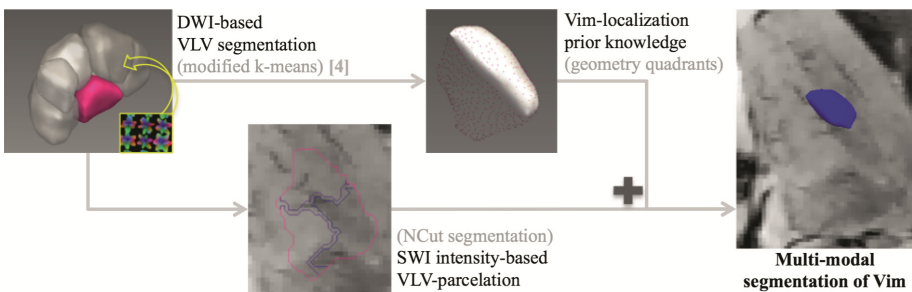 DWI-based
VLV segmentation
(modified k-means) [4]
Vim-localization
prior knowledge
(geometry quadrants)
(NCut segmentation)
SWI intensity-based
VLV-parcelation
Multi-modal
segmentation of Vim